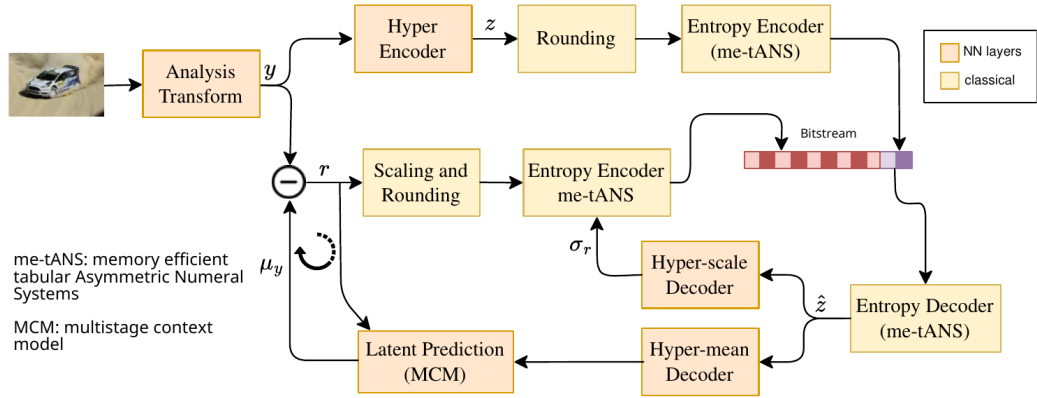 Analysis
Transform
y
Hyper
Encoder
z
Rounding
Entropy Encoder
(me-tANS)
NN layers
classical
Bitstream
r
Scaling and
Rounding
Entropy Encoder
me-tANS
σr
μy
Hyper-scale
Decoder
ẑ
Entropy Decoder
(me-tANS)
Latent Prediction
(MCM)
Hyper-mean
Decoder
me-tANS: memory efficient
tabular Asymmetric Numeral
Systems
MCM: multistage context
model